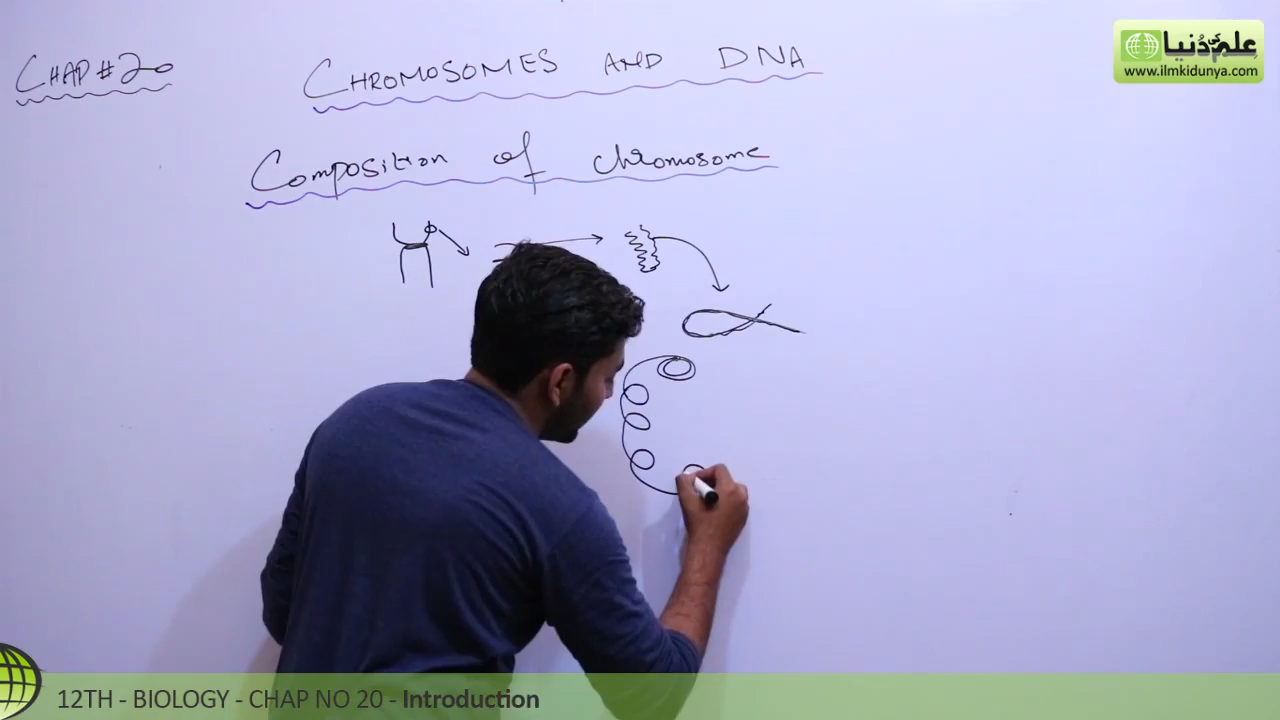 CHAP # 20
CHROMOSOMES AND DNA
Composition of chromosome
علم کی دُنیا
www.ilmkidunya.com
12TH - BIOLOGY - CHAP NO 20 - Introduction